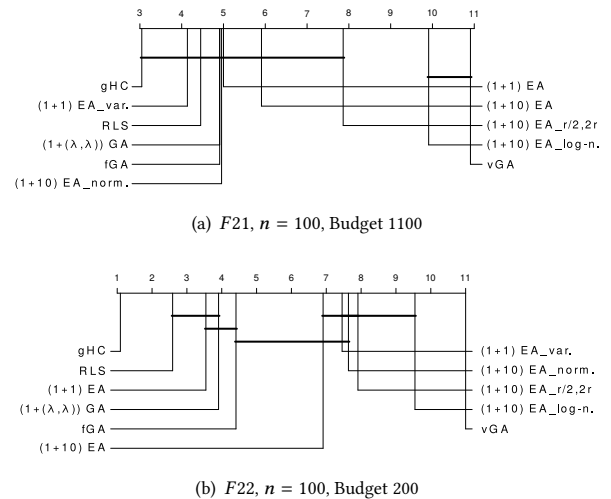 3 4 5 6 7 8 9 10 11
gHC (1+1) EA
(1+1) EA_var. (1+10) EA
RLS (1+10) EA_r/2,2r
(1+(λ,λ)) GA (1+10) EA_log-n.
fGA vGA
(1+10) EA_norm.
(a) F21, n = 100, Budget 1100
1 2 3 4 5 6 7 8 9 10 11
gHC (1+1) EA_var.
RLS (1+10) EA_norm.
(1+1) EA (1+10) EA_r/2,2r
(1+(λ,λ)) GA (1+10) EA_log-n.
fGA vGA
(1+10) EA
(b) F22, n = 100, Budget 200